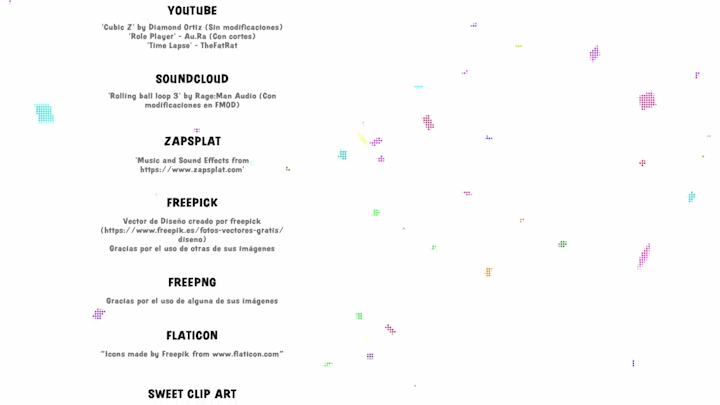 YOUTUBE
'Cubic Z' by Diamond Ortiz (Sin modificaciones)
'Role Player' - Au.Ra (Con cortes)
'Time Lapse' - TheFatRat
SOUNDCLOUD
'Rolling ball loop 3' by Rage:Man Audio (Con
modificaciones en FMOD)
ZAPSPLAT
'Music and Sound Effects from
https://www.zapsplat.com'
FREEPICK
Vector de Diseño creado por freepick
(https://www.freepik.es/fotos-vectores-gratis/
diseno)
Gracias por el uso de otras de sus imágenes
FREEPNG
Gracias por el uso de alguna de sus imágenes
FLATICON
"Icons made by Freepik from www.flaticon.com"
SWEET CLIP ART